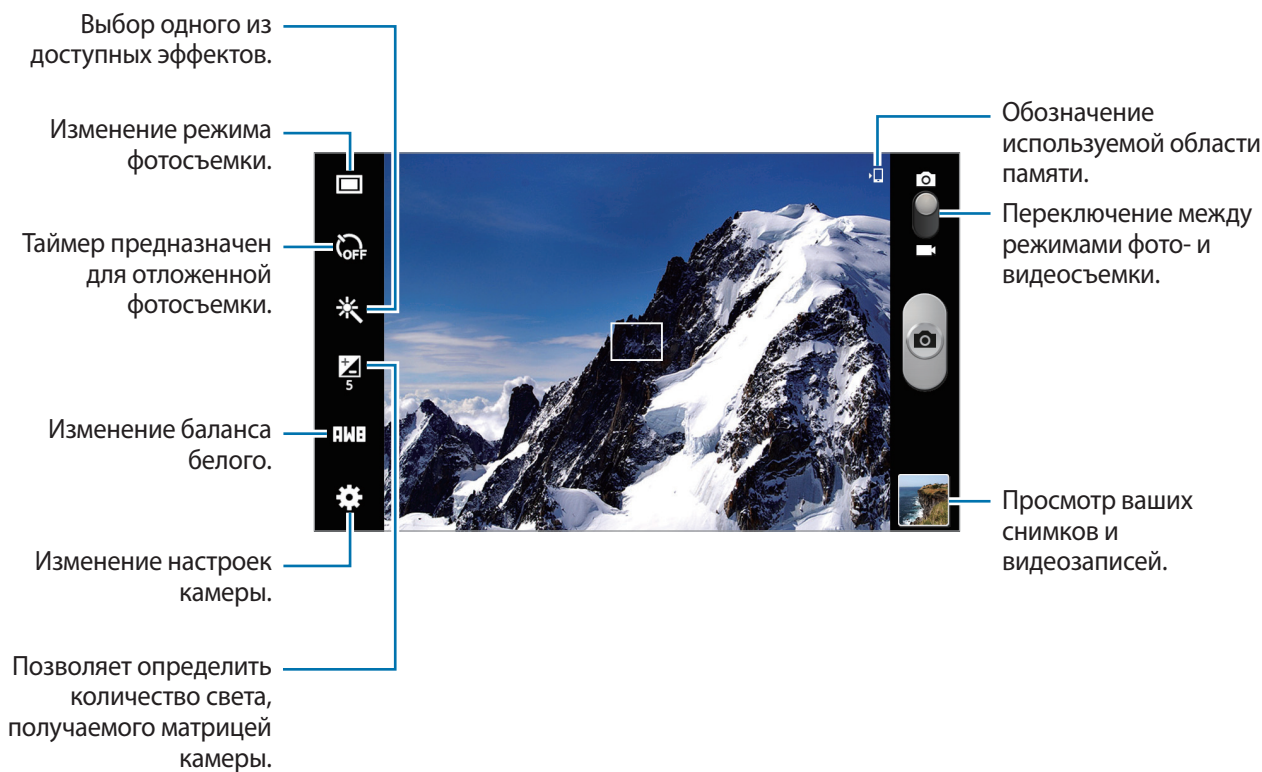 Выбор одного из
доступных эффектов.
Изменение режима
фотосъемки.
Таймер предназначен
для отложенной
фотосъемки.
Изменение баланса
белого.
Изменение настроек
камеры.
Позволяет определить
количество света,
получаемого матрицей
камеры.
OFF
5
AWB
Обозначение
используемой области
памяти.
Переключение между
режимами фото- и
видеосъемки.
Просмотр ваших
снимков и
видеозаписей.